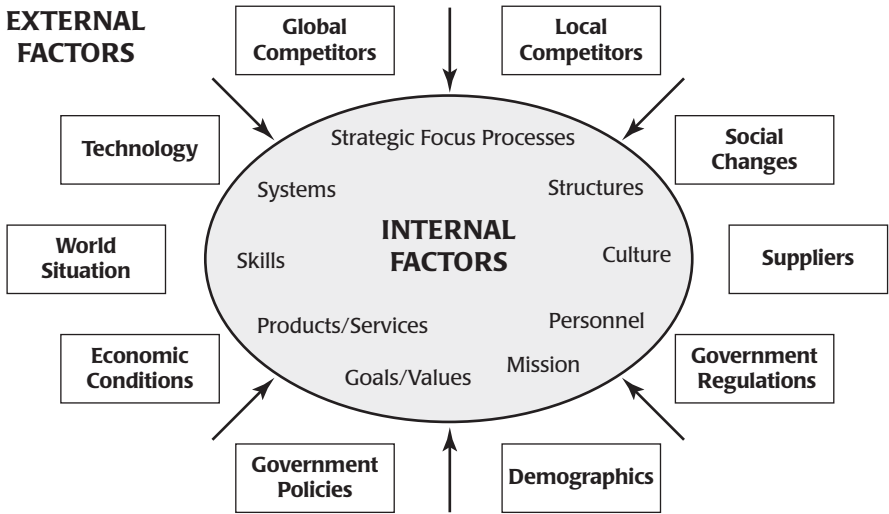 EXTERNAL
FACTORS
Global
Competitors
Local
Competitors
Technology
Strategic Focus Processes
Social
Changes
Systems
Structures
World
Situation
INTERNAL
FACTORS
Skills
Culture
Suppliers
Products/Services
Personnel
Economic
Conditions
Goals/Values
Mission
Government
Regulations
Government
Policies
Demographics